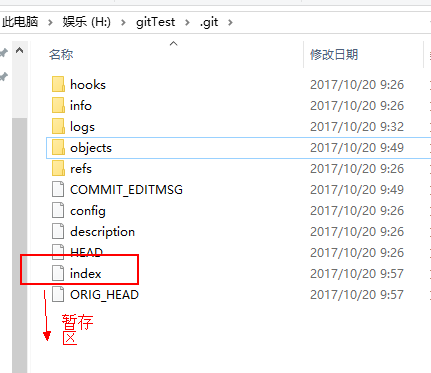 此电脑 › 娱乐 (H:) › gitTest › .git ›
名称 修改日期
hooks 2017/10/20 9:26
info 2017/10/20 9:26
logs 2017/10/20 9:32
objects 2017/10/20 9:49
refs 2017/10/20 9:26
COMMIT_EDITMSG 2017/10/20 9:49
config 2017/10/20 9:26
description 2017/10/20 9:26
HEAD 2017/10/20 9:26
index 2017/10/20 9:57
ORIG_HEAD 2017/10/20 9:57
暂存
区